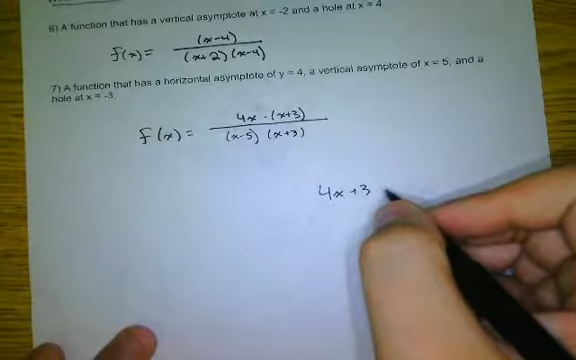 6) A function that has a vertical asymptote at x = -2 and a hole at x = 4
f(x) = (x-4) / (x+2)(x-4)
7) A function that has a horizontal asymptote of y = 4, a vertical asymptote of x = 5, and a
hole at x = -3.
f(x) = 4x · (x+3) / (x-5) (x+3)
4x+3